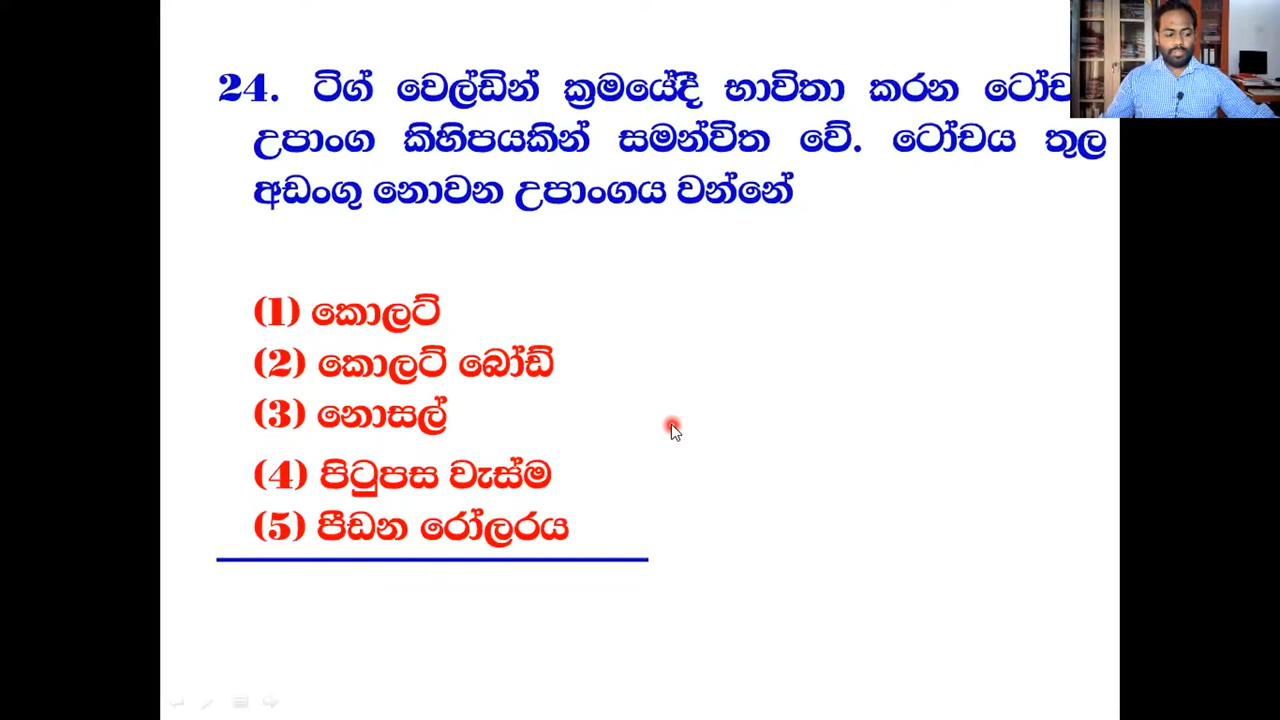 24. ටිග් වෙල්ඩින් ක්‍රමයේදී භාවිතා කරන
උපාංග කිහිපයකින් සමන්විත වේ. ටෝචය තුල
අඩංගු නොවන උපාංගය වන්නේ
(1) කොලට්
(2) කොලට් බෝඩ්
(3) නොසල්
(4) පිටුපස වැස්ම
(5) පීඩන රෝලරය